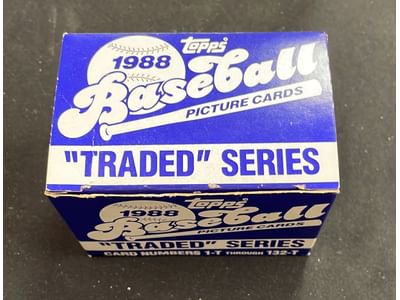 Topps®
1988
Baseball
PICTURE CARDS
"TRADED" SERIES
Topps®
1988
Baseball
PICTURE CARDS
"TRADED" SERIES
CARD NUMBERS 1-T THROUGH 132-T